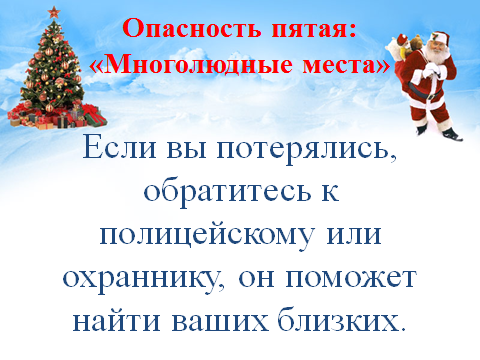 Опасность пятая:
«Многолюдные места»
Если вы потерялись,
обратитесь к
полицейскому или
охраннику, он поможет
найти ваших близких.